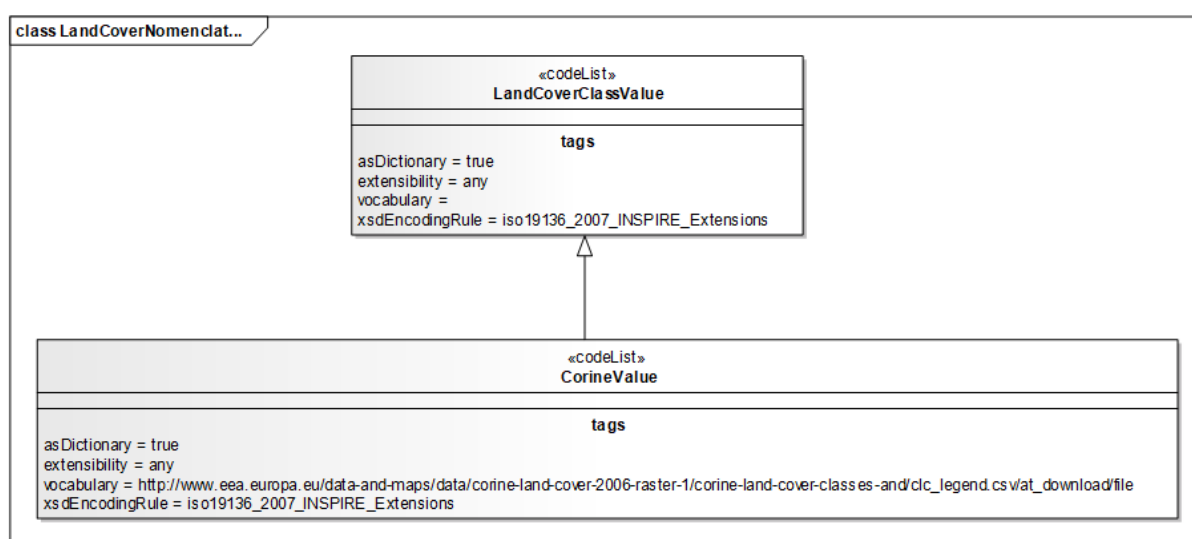 class LandCoverNomenclat...
«codeList»
LandCoverClassValue
tags
asDictionary = true
extensibility = any
vocabulary =
xsdEncodingRule = iso19136_2007_INSPIRE_Extensions
«codeList»
CorineValue
tags
asDictionary = true
extensibility = any
vocabulary = http://www.eea.europa.eu/data-and-maps/data/corine-land-cover-2006-raster-1/corine-land-cover-classes-and/clc_legend.csv/at_download/file
xsdEncodingRule = iso19136_2007_INSPIRE_Extensions